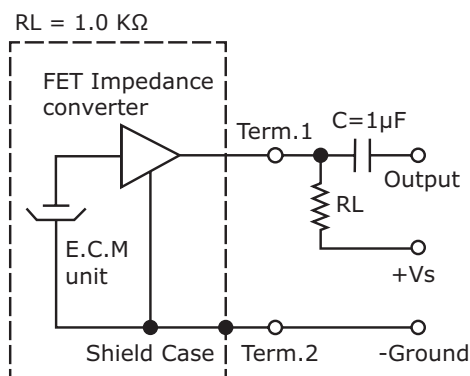 RL = 1.0 KΩ
FET Impedance
converter
Term.1
C=1µF
Output
RL
E.C.M
unit
+Vs
Shield Case
Term.2
-Ground